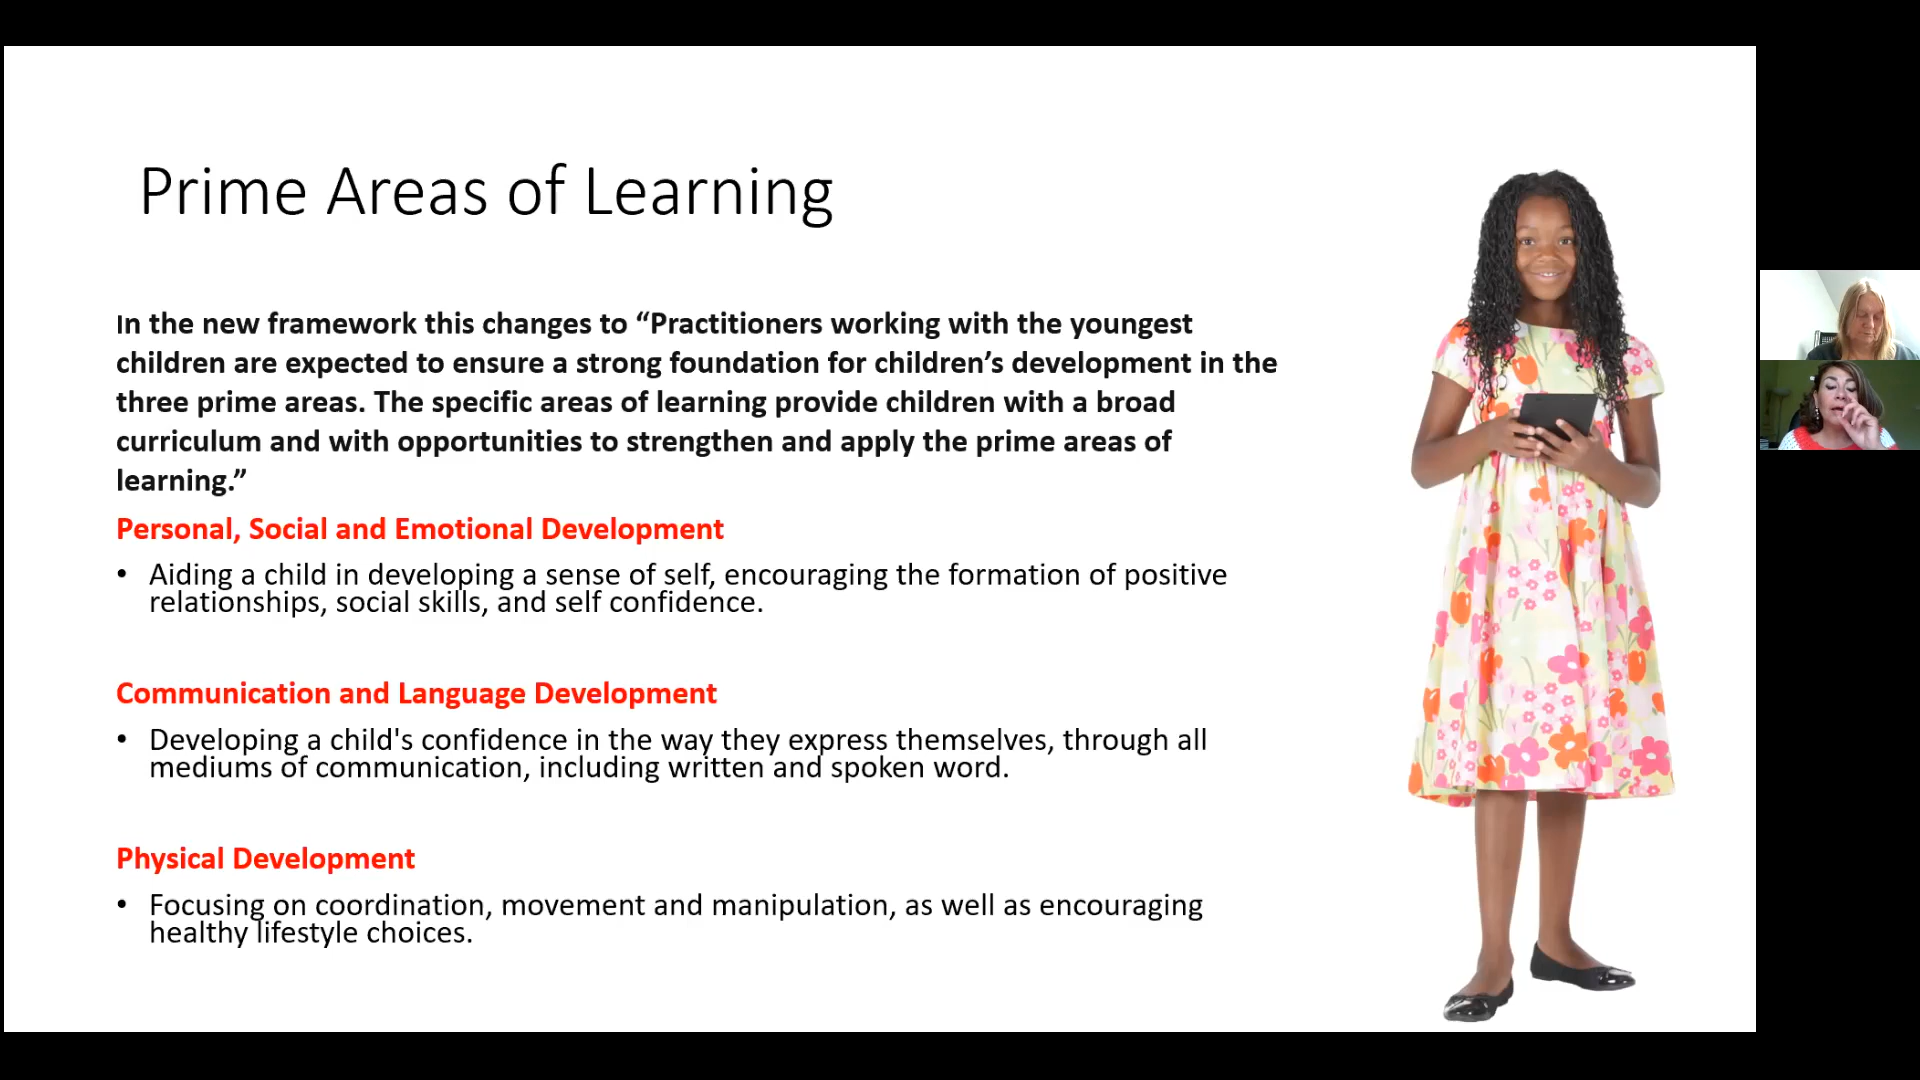 Prime Areas of Learning
In the new framework this changes to “Practitioners working with the youngest
children are expected to ensure a strong foundation for children’s development in the
three prime areas. The specific areas of learning provide children with a broad
curriculum and with opportunities to strengthen and apply the prime areas of
learning.”
Personal, Social and Emotional Development
• Aiding a child in developing a sense of self, encouraging the formation of positive
relationships, social skills, and self confidence.
Communication and Language Development
• Developing a child's confidence in the way they express themselves, through all
mediums of communication, including written and spoken word.
Physical Development
• Focusing on coordination, movement and manipulation, as well as encouraging
healthy lifestyle choices.